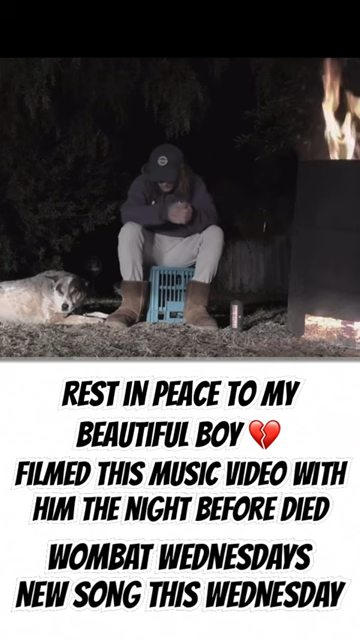 REST IN PEACE TO MY
BEAUTIFUL BOY 💔
FILMED THIS MUSIC VIDEO WITH
HIM THE NIGHT BEFORE DIED
WOMBAT WEDNESDAYS
NEW SONG THIS WEDNESDAY